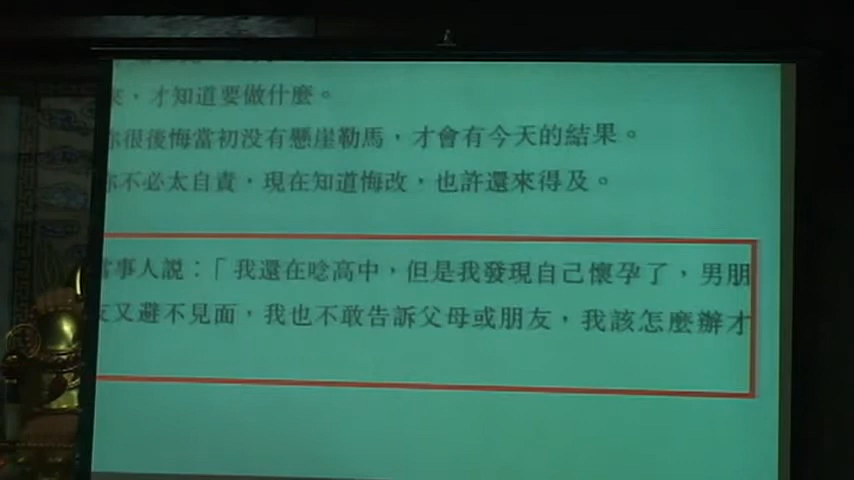 來，才知道要做什麼。
你很後悔當初沒有懸崖勒馬，才會有今天的結果。
你不必太自責，現在知道悔改，也許還來得及。
當事人說：「我還在唸高中，但是我發現自己懷孕了，男朋
友又避不見面，我也不敢告訴父母或朋友，我該怎麼辦才